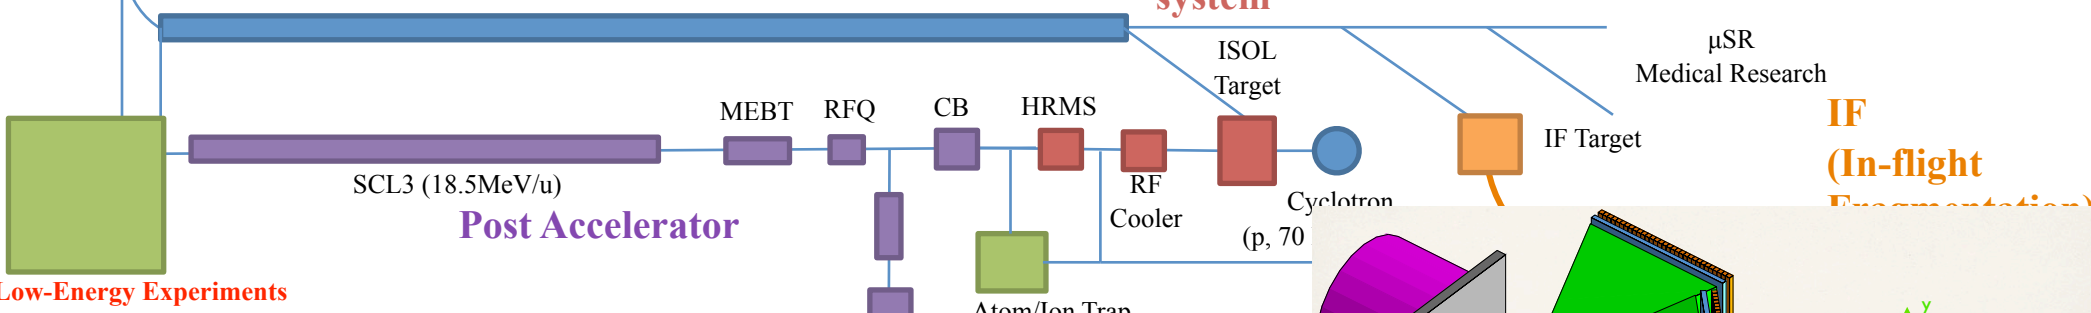 system
ISOL
Target
μSR
Medical Research
MEBT
RFQ
CB
HRMS
IF Target
IF
(In-flight
Fragmentation)
SCL3 (18.5MeV/u)
RF
Cooler
Cyclotron
(p, 70
Post Accelerator
Low-Energy Experiments
Atom/Ion Trap
y